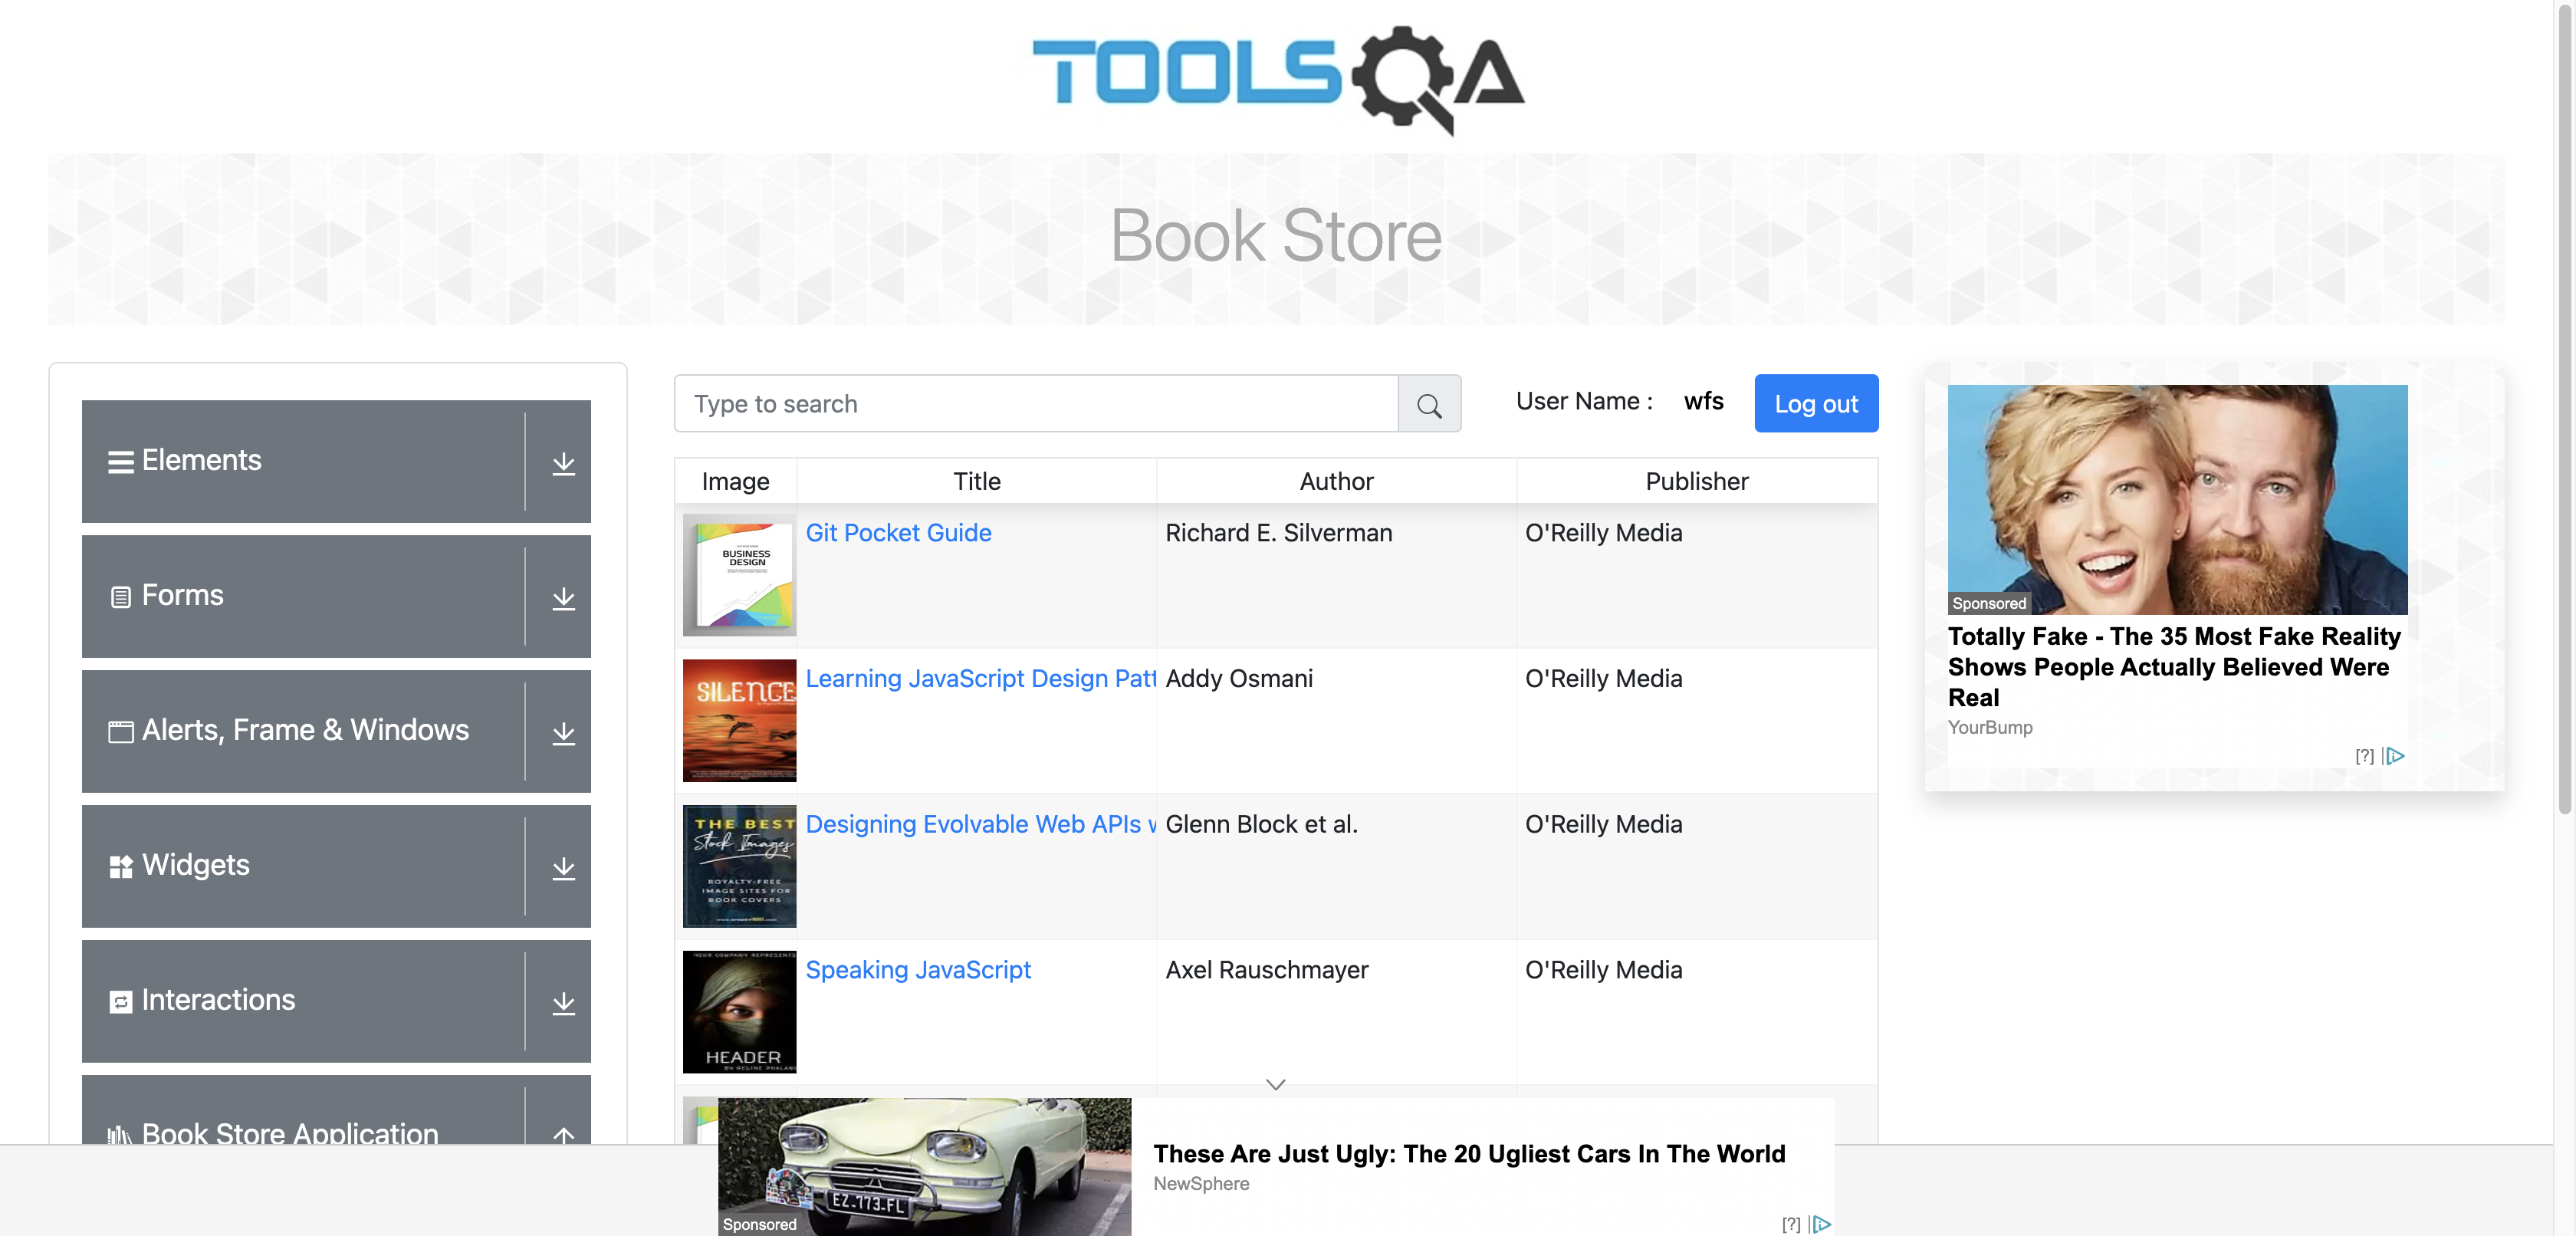 TOOLSQA
Book Store
Elements
Forms
Alerts, Frame & Windows
Widgets
Interactions
Book Store Application
Type to search
User Name : wfs
Log out
Image Title Author Publisher
BUSINESS
DESIGN
Git Pocket Guide Richard E. Silverman O'Reilly Media
SILENCE
Learning JavaScript Design Patt Addy Osmani O'Reilly Media
THE BEST
Stock Images
ROYALTY-FREE
IMAGE SITES FOR
BOOK COVERS
Designing Evolvable Web APIs w Glenn Block et al. O'Reilly Media
YOUR COMPANY REPRESENTS
HEADER
Speaking JavaScript Axel Rauschmayer O'Reilly Media
Sponsored
Totally Fake - The 35 Most Fake Reality
Shows People Actually Believed Were
Real
YourBump
[?]
EZ-773-FL
Sponsored
These Are Just Ugly: The 20 Ugliest Cars In The World
NewSphere
[?]